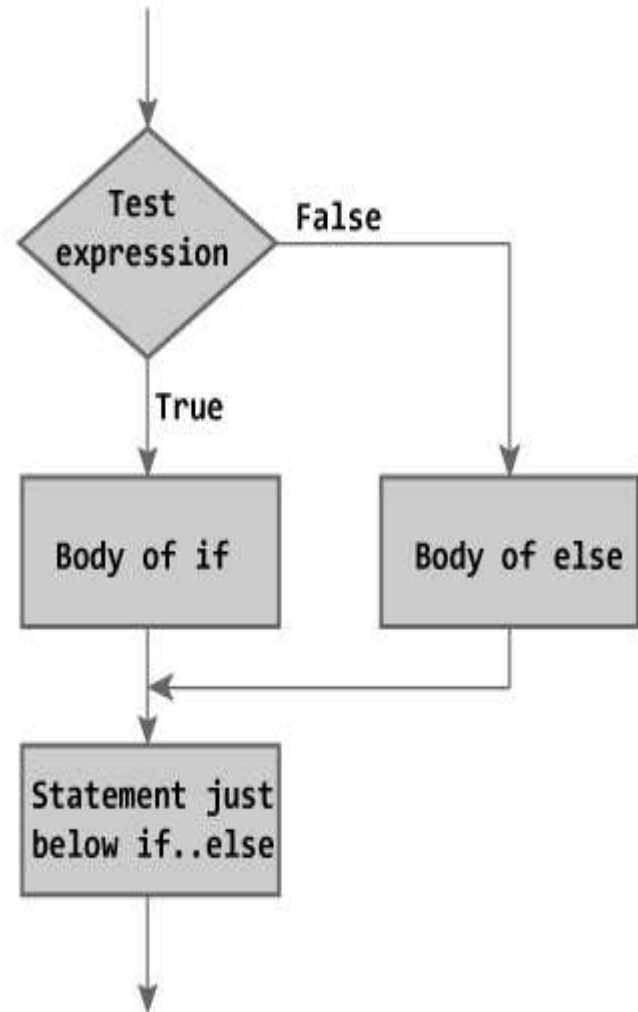 Test
expression
False
True
Body of if
Body of else
Statement just
below if..else